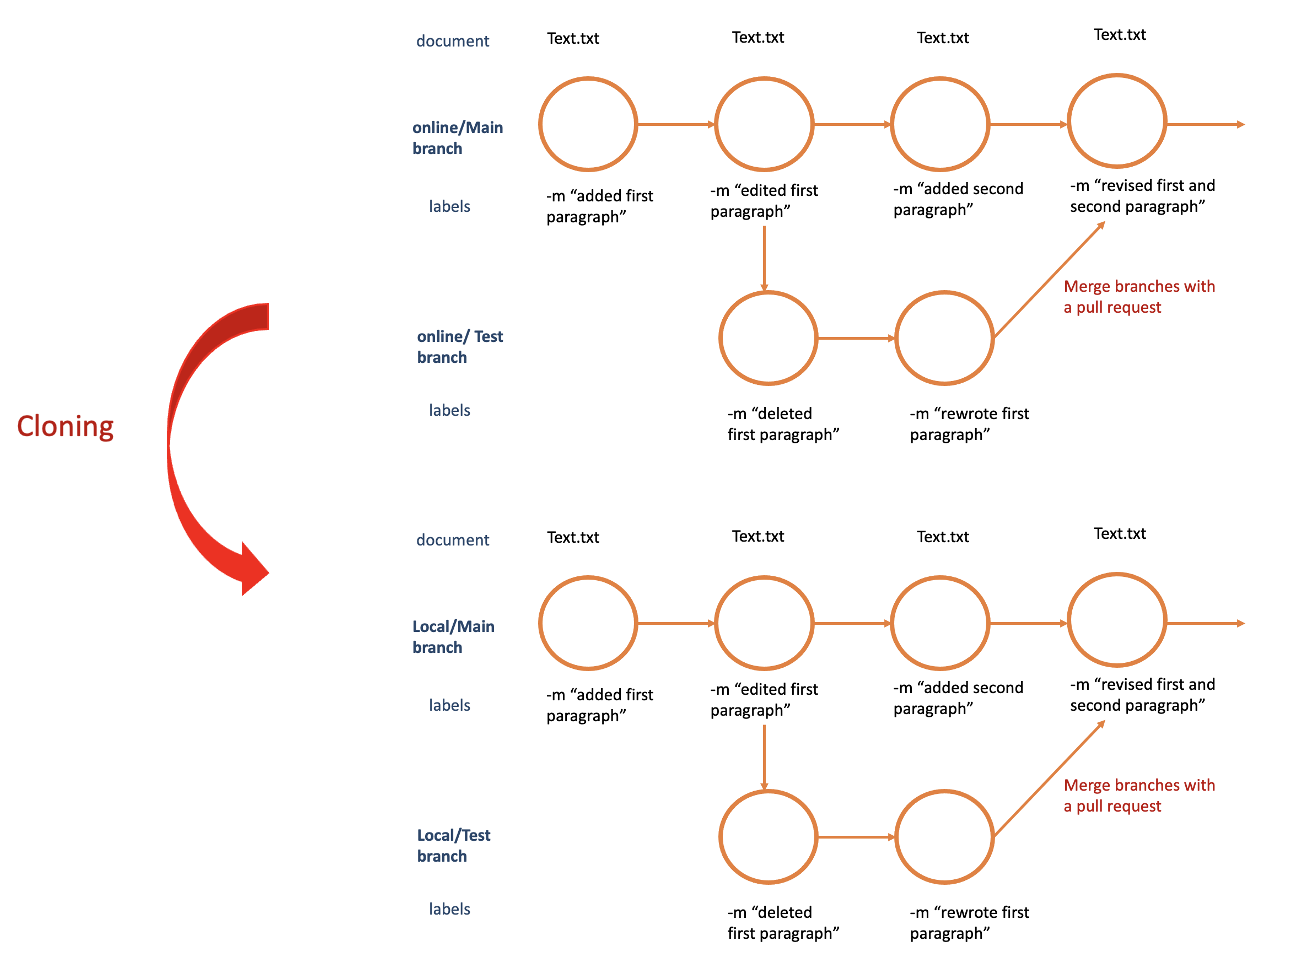 document
Text.txt
Text.txt
Text.txt
Text.txt
online/Main
branch
labels
-m “added first
paragraph”
-m “edited first
paragraph”
-m “added second
paragraph”
-m “revised first and
second paragraph”
Merge branches with
a pull request
online/ Test
branch
labels
-m “deleted
first paragraph”
-m “rewrote first
paragraph”
Cloning
document
Text.txt
Text.txt
Text.txt
Text.txt
Local/Main
branch
labels
-m “added first
paragraph”
-m “edited first
paragraph”
-m “added second
paragraph”
-m “revised first and
second paragraph”
Merge branches with
a pull request
Local/Test
branch
labels
-m “deleted
first paragraph”
-m “rewrote first
paragraph”